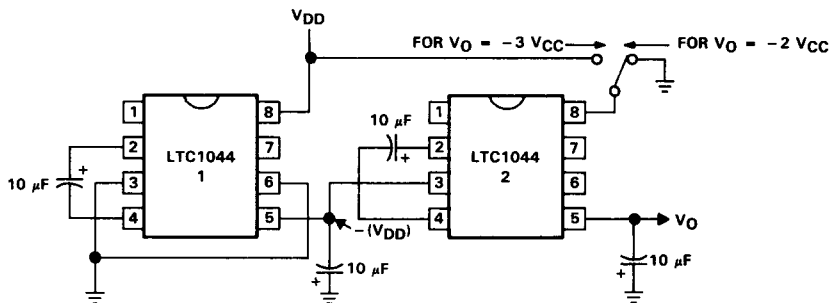 VDD
FOR VO = −3 VCC
FOR VO = −2 VCC
1
2
3
4
8
7
6
5
LTC1044
1
10 µF
+
1
2
3
4
8
7
6
5
LTC1044
2
10 µF
+
−(VDD)
10 µF
+
VO
10 µF
+